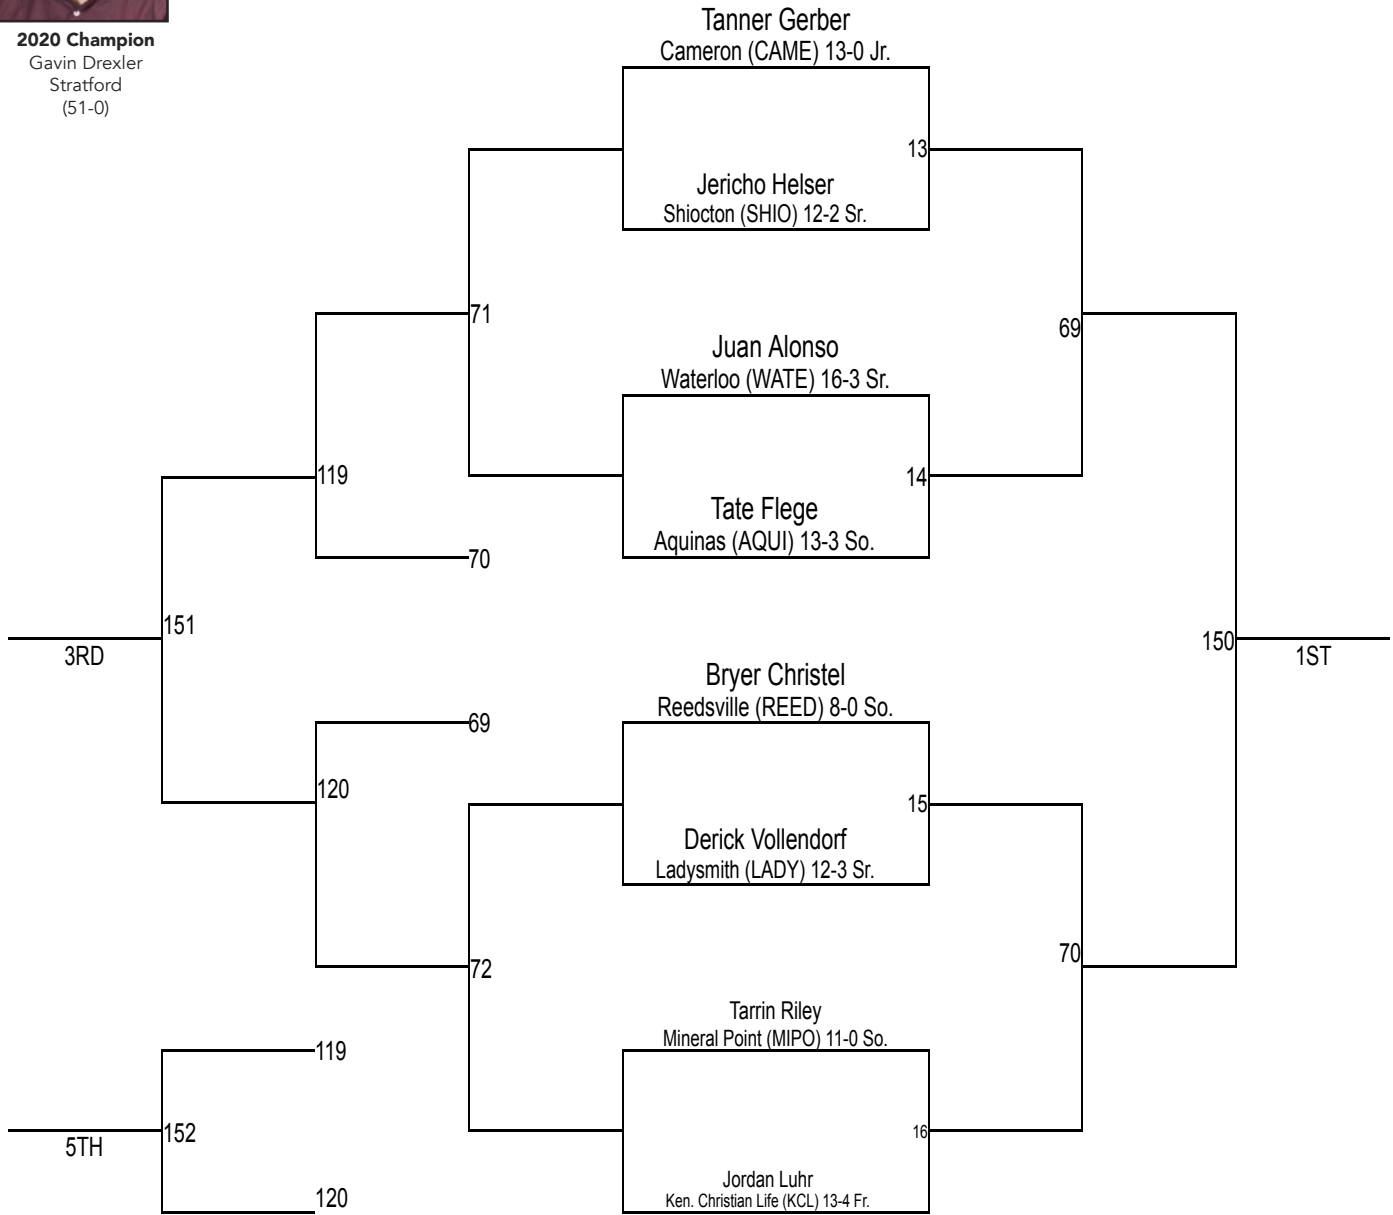 2020 Champion
Gavin Drexler
Stratford
(51-0)
Tanner Gerber
Cameron (CAME) 13-0 Jr.
13
Jericho Helser
Shiocton (SHIO) 12-2 Sr.
71
69
Juan Alonso
Waterloo (WATE) 16-3 Sr.
119
14
Tate Flege
Aquinas (AQUI) 13-3 So.
70
151
3RD
150
1ST
Bryer Christel
Reedsville (REED) 8-0 So.
69
120
15
Derick Vollendorf
Ladysmith (LADY) 12-3 Sr.
72
70
Tarrin Riley
Mineral Point (MIPO) 11-0 So.
119
152
5TH
16
Jordan Luhr
Ken. Christian Life (KCL) 13-4 Fr.
120